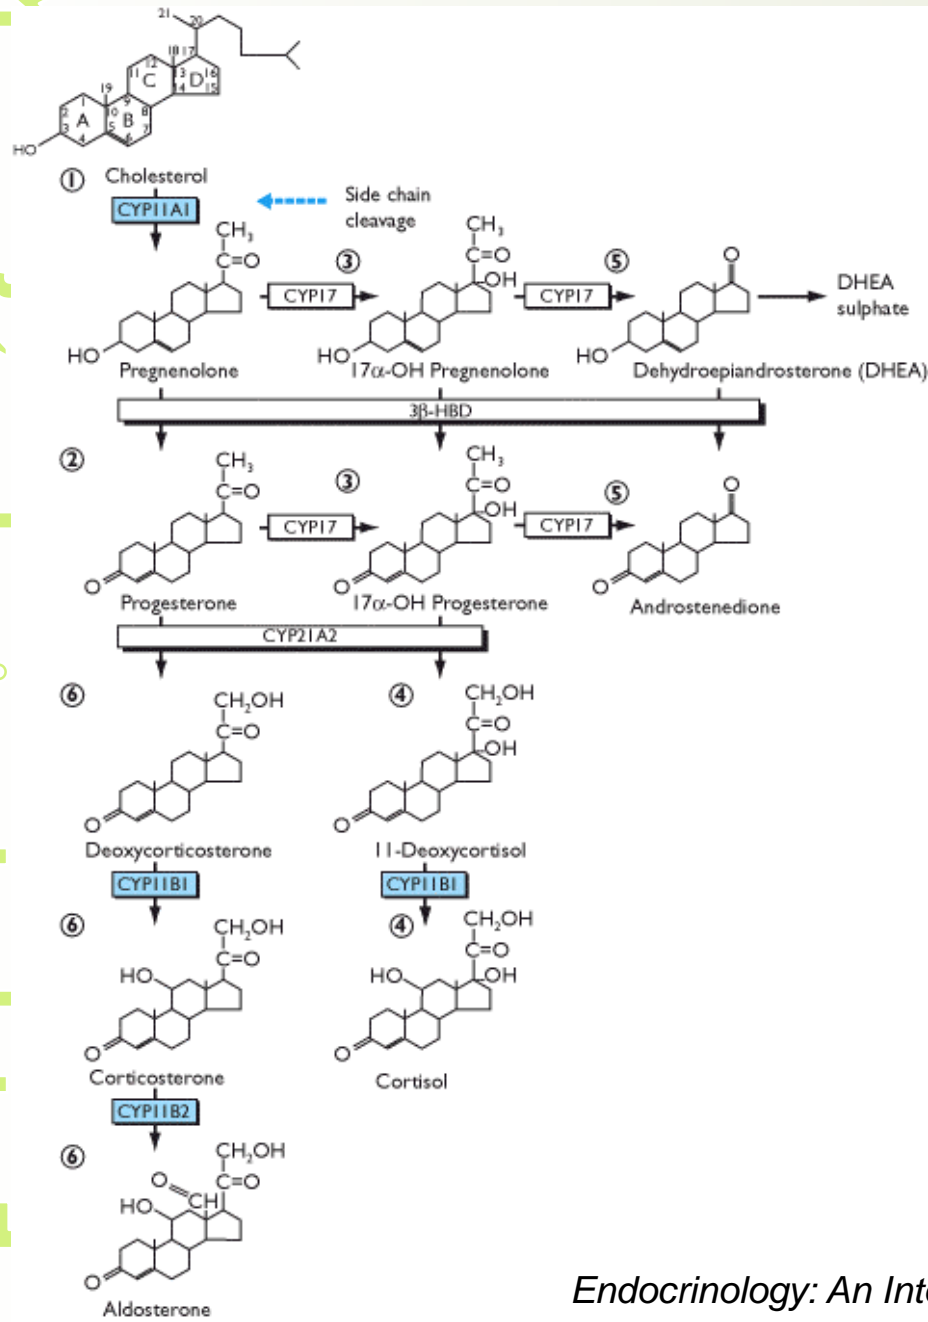 21
20
18
17
12
11
13
16
C
D
19
14
15
1
9
2
10
8
A
B
3
5
7
4
6
HO
① Cholesterol
CYP11A1
Side chain
cleavage
CH₃
C=O
③
CYP17
CH₃
C=O
OH
⑤
CYP17
O
DHEA
sulphate
HO
HO
HO
Pregnenolone
17α-OH Pregnenolone
Dehydroepiandrosterone (DHEA)
3β-HBD
②
CH₃
C=O
③
CYP17
CH₃
C=O
OH
⑤
CYP17
O
O
O
O
Progesterone
17α-OH Progesterone
Androstenedione
CYP21A2
⑥
CH₂OH
C=O
④
CH₂OH
C=O
OH
O
O
Deoxycorticosterone
11-Deoxycortisol
CYP11B1
CYP11B1
⑥
CH₂OH
C=O
HO
④
CH₂OH
C=O
HO
OH
O
O
Corticosterone
Cortisol
CYP11B2
⑥
CH₂OH
O
C=O
CH
HO
O
Aldosterone
Endocrinology: An Int